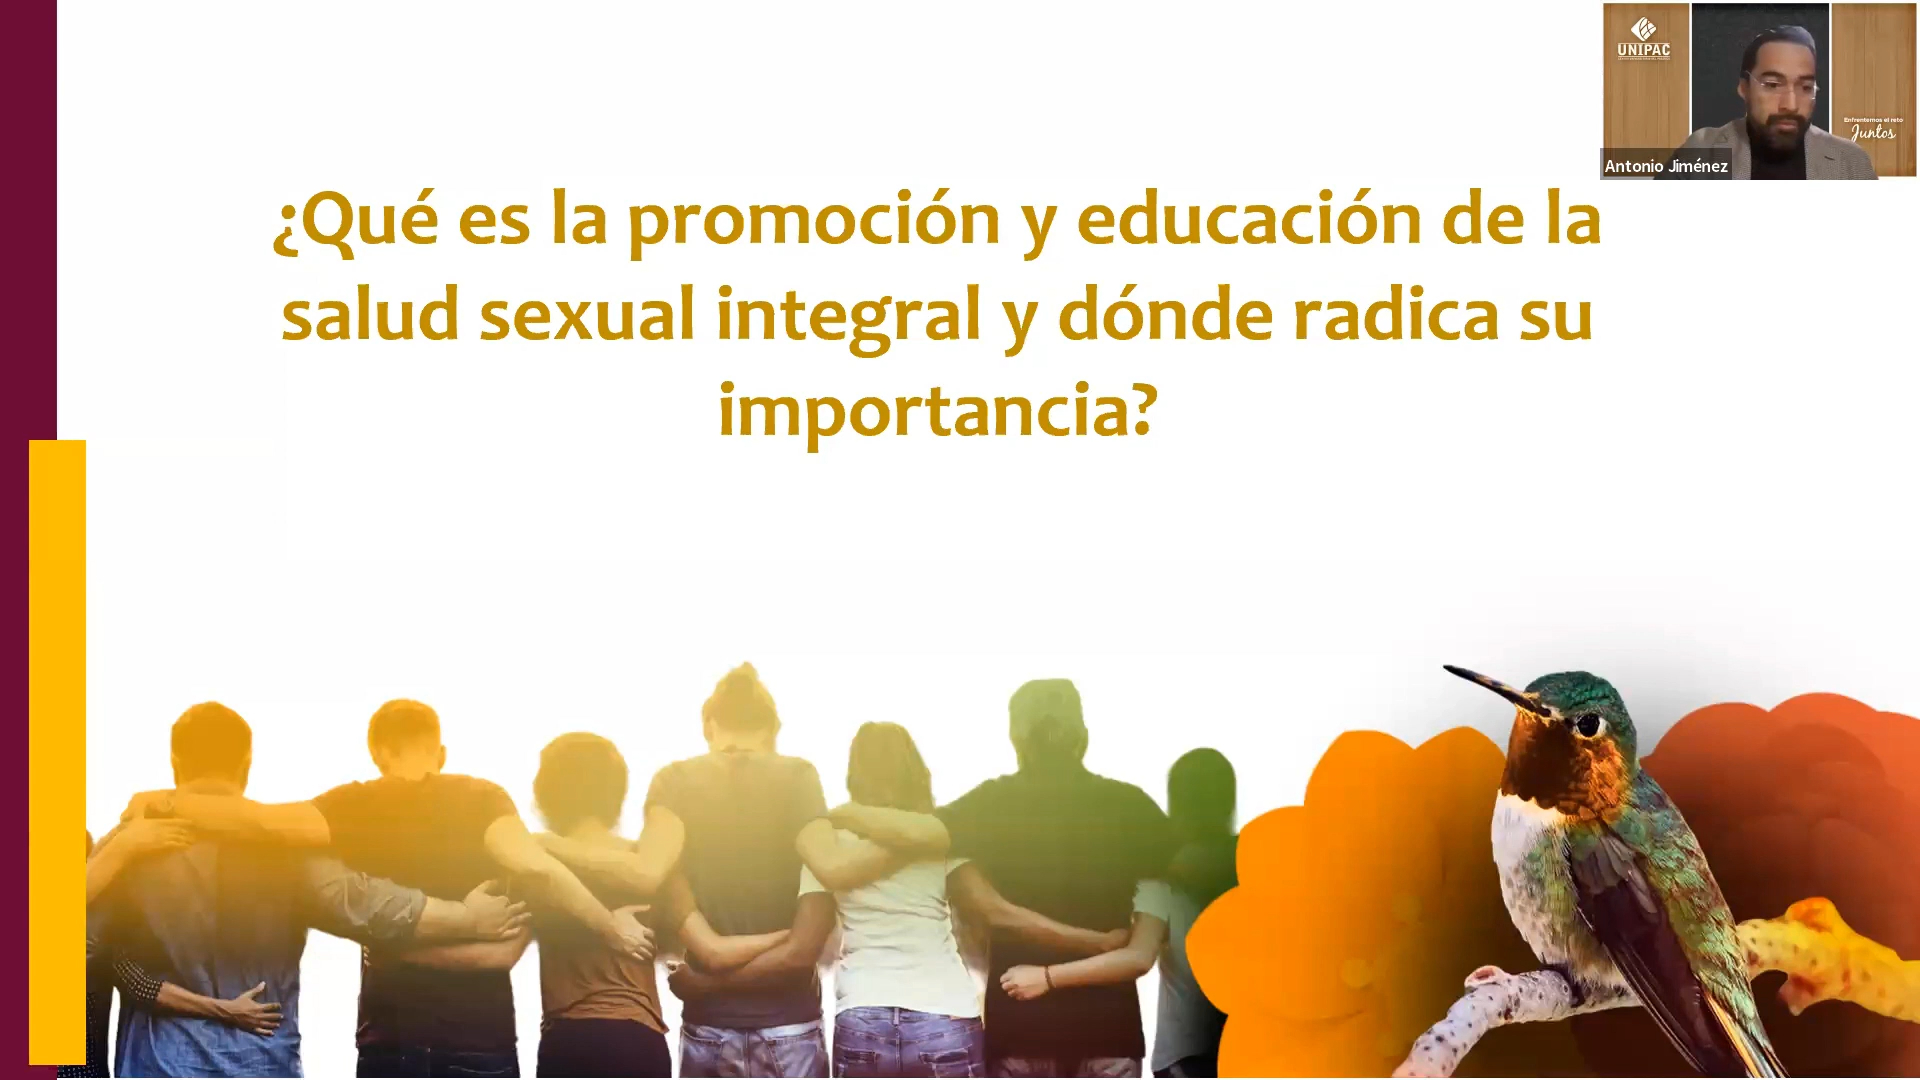 UNIPAC
Enfrentemos el reto
Juntos
Antonio Jiménez
¿Qué es la promoción y educación de la
salud sexual integral y dónde radica su
importancia?